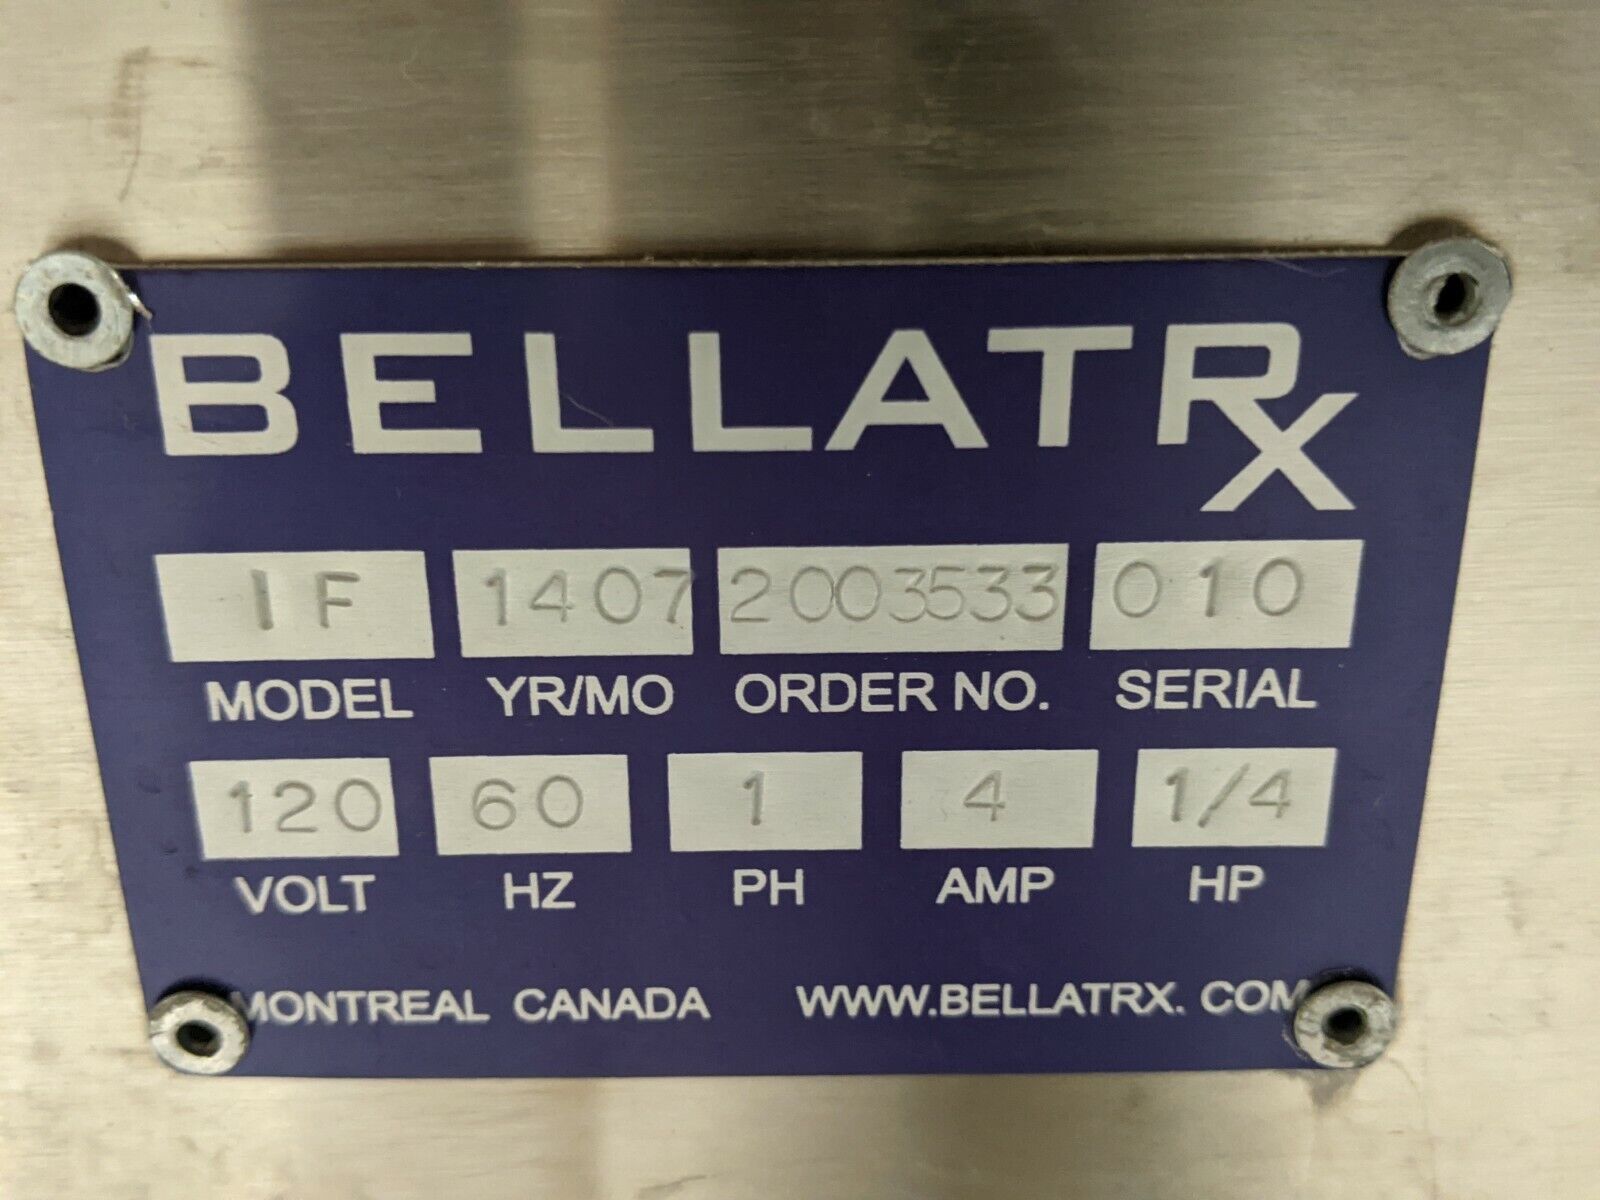 BELLATRX
IF 1407 2003533 010
MODEL YR/MO ORDER NO. SERIAL
120 60 1 4 1/4
VOLT HZ PH AMP HP
MONTREAL CANADA WWW.BELLATRX. COM